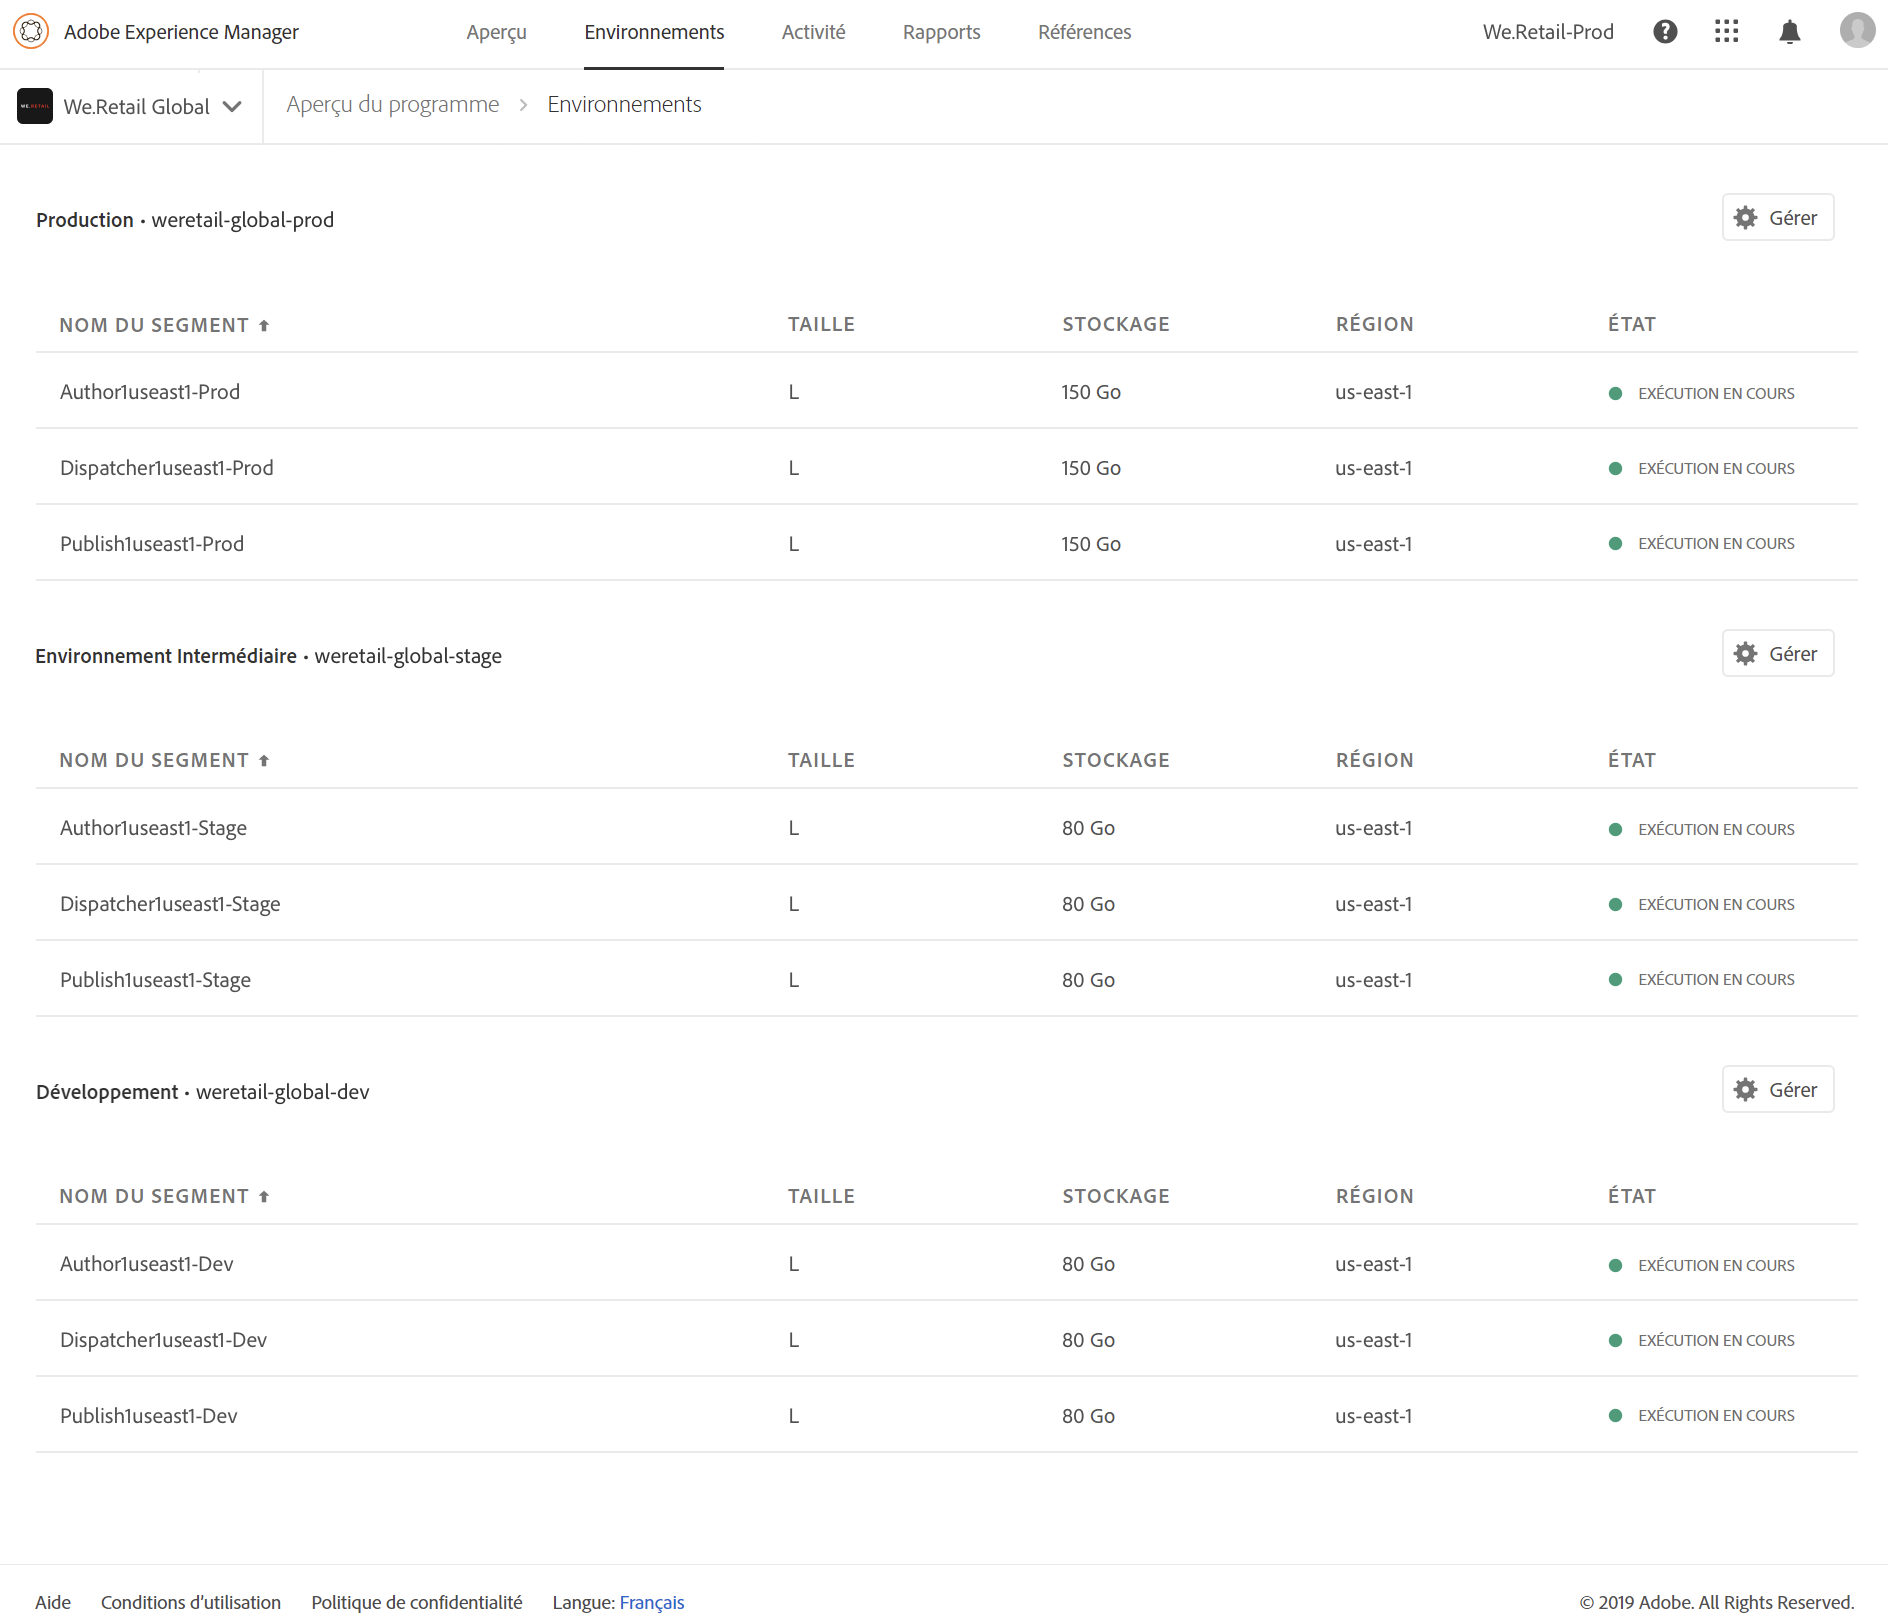 Adobe Experience Manager Aperçu Environnements Activité Rapports Références We.Retail-Prod
WE.RETAIL We.Retail Global Aperçu du programme > Environnements
Production • weretail-global-prod Gérer
NOM DU SEGMENT TAILLE STOCKAGE RÉGION ÉTAT
Author1useast1-Prod L 150 Go us-east-1 EXÉCUTION EN COURS
Dispatcher1useast1-Prod L 150 Go us-east-1 EXÉCUTION EN COURS
Publish1useast1-Prod L 150 Go us-east-1 EXÉCUTION EN COURS
Environnement Intermédiaire • weretail-global-stage Gérer
NOM DU SEGMENT TAILLE STOCKAGE RÉGION ÉTAT
Author1useast1-Stage L 80 Go us-east-1 EXÉCUTION EN COURS
Dispatcher1useast1-Stage L 80 Go us-east-1 EXÉCUTION EN COURS
Publish1useast1-Stage L 80 Go us-east-1 EXÉCUTION EN COURS
Développement • weretail-global-dev Gérer
NOM DU SEGMENT TAILLE STOCKAGE RÉGION ÉTAT
Author1useast1-Dev L 80 Go us-east-1 EXÉCUTION EN COURS
Dispatcher1useast1-Dev L 80 Go us-east-1 EXÉCUTION EN COURS
Publish1useast1-Dev L 80 Go us-east-1 EXÉCUTION EN COURS
Aide Conditions d'utilisation Politique de confidentialité Langue: Français © 2019 Adobe. All Rights Reserved.